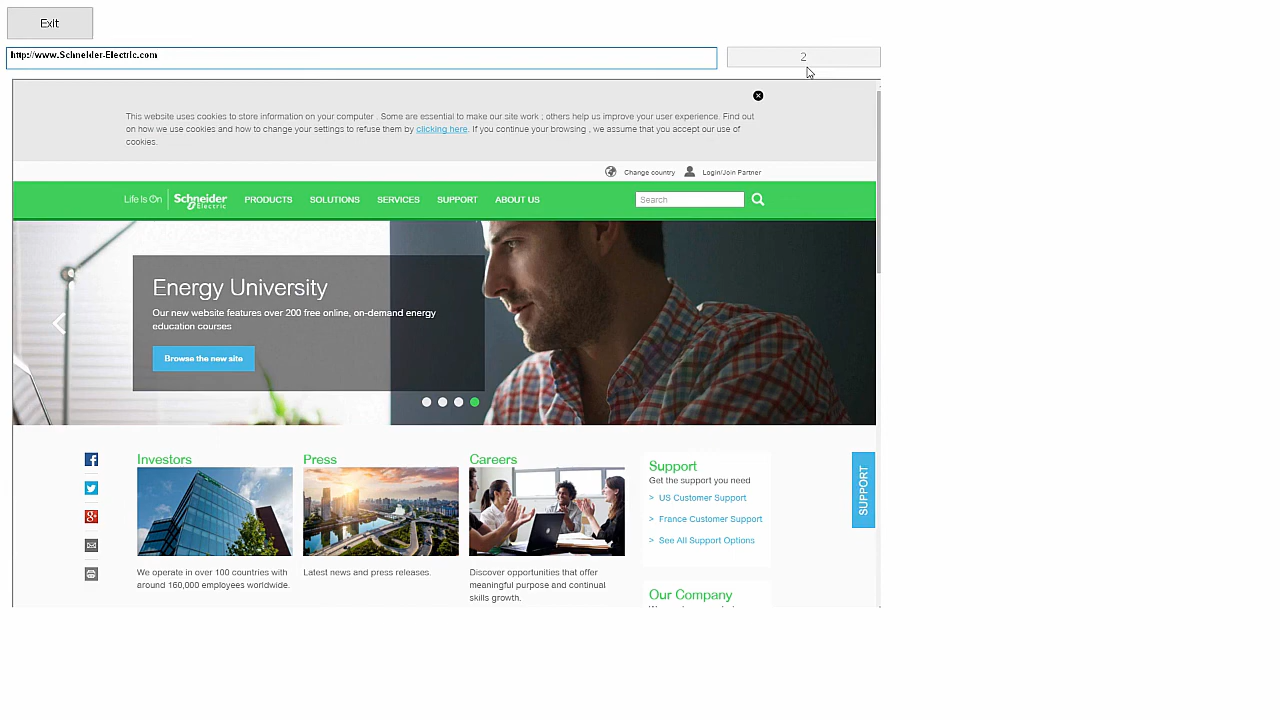 Exit
http://www.Schneider-Electric.com
2
This website uses cookies to store information on your computer . Some are essential to make our site work ; others help us improve your user experience. Find out
on how we use cookies and how to change your settings to refuse them by clicking here. If you continue your browsing , we assume that you accept our use of
cookies.
Change country
Login/Join Partner
Life Is On
Schneider
Electric
PRODUCTS
SOLUTIONS
SERVICES
SUPPORT
ABOUT US
Search
Energy University
Our new website features over 200 free online, on-demand energy
education courses
Browse the new site
Investors
We operate in over 100 countries with
around 160,000 employees worldwide.
Press
Latest news and press releases.
Careers
Discover opportunities that offer
meaningful purpose and continual
skills growth.
Support
Get the support you need
> US Customer Support
> France Customer Support
> See All Support Options
Our Company
SUPPORT